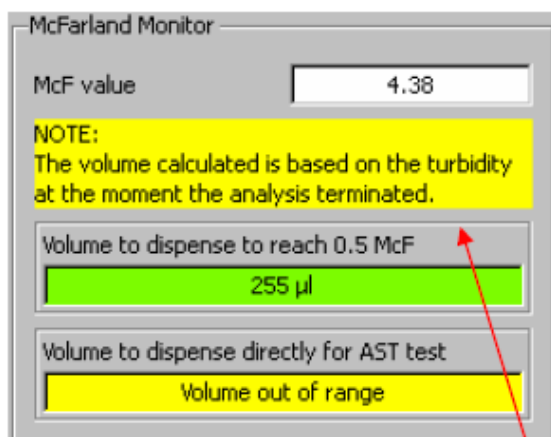 McFarland Monitor
McF value
4.38
NOTE:
The volume calculated is based on the turbidity
at the moment the analysis terminated.
Volume to dispense to reach 0.5 McF
255 µl
Volume to dispense directly for AST test
Volume out of range